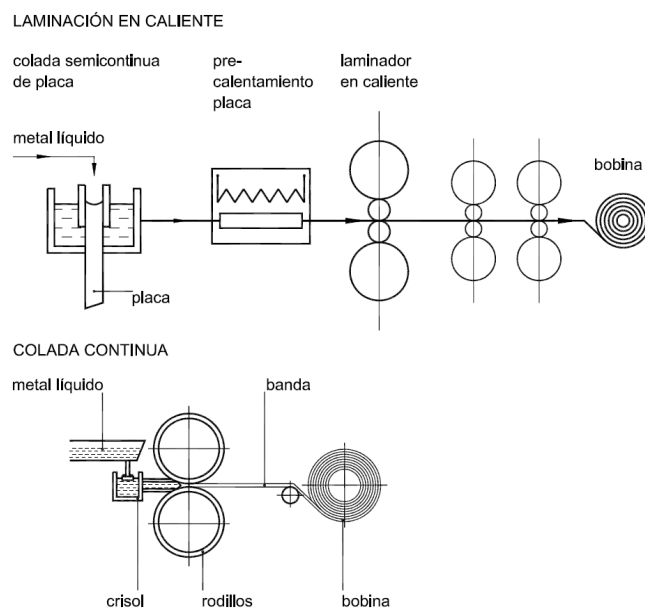 LAMINACIÓN EN CALIENTE
colada semicontinua
de placa
pre-
calentamiento
placa
laminador
en caliente
metal líquido
bobina
placa
COLADA CONTINUA
metal líquido
banda
crisol
rodillos
bobina